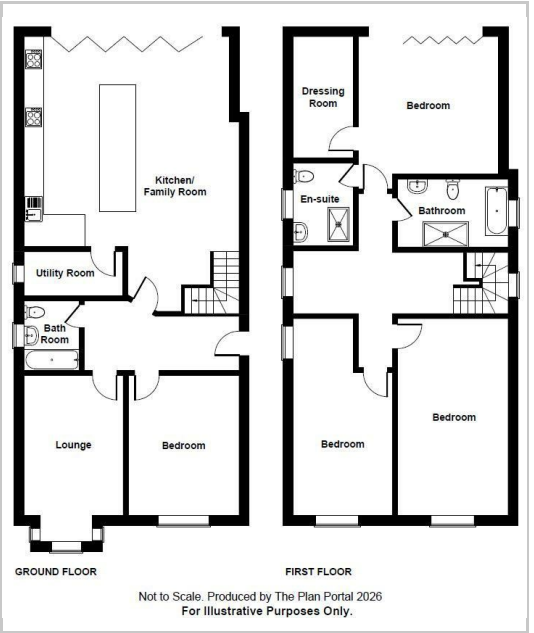 Dressing
Room
Bedroom
Kitchen/
Family Room
En-suite
Bathroom
Utility Room
Bath
Room
Lounge
Bedroom
Bedroom
Bedroom
GROUND FLOOR
FIRST FLOOR
Not to Scale. Produced by The Plan Portal 2026
For Illustrative Purposes Only.